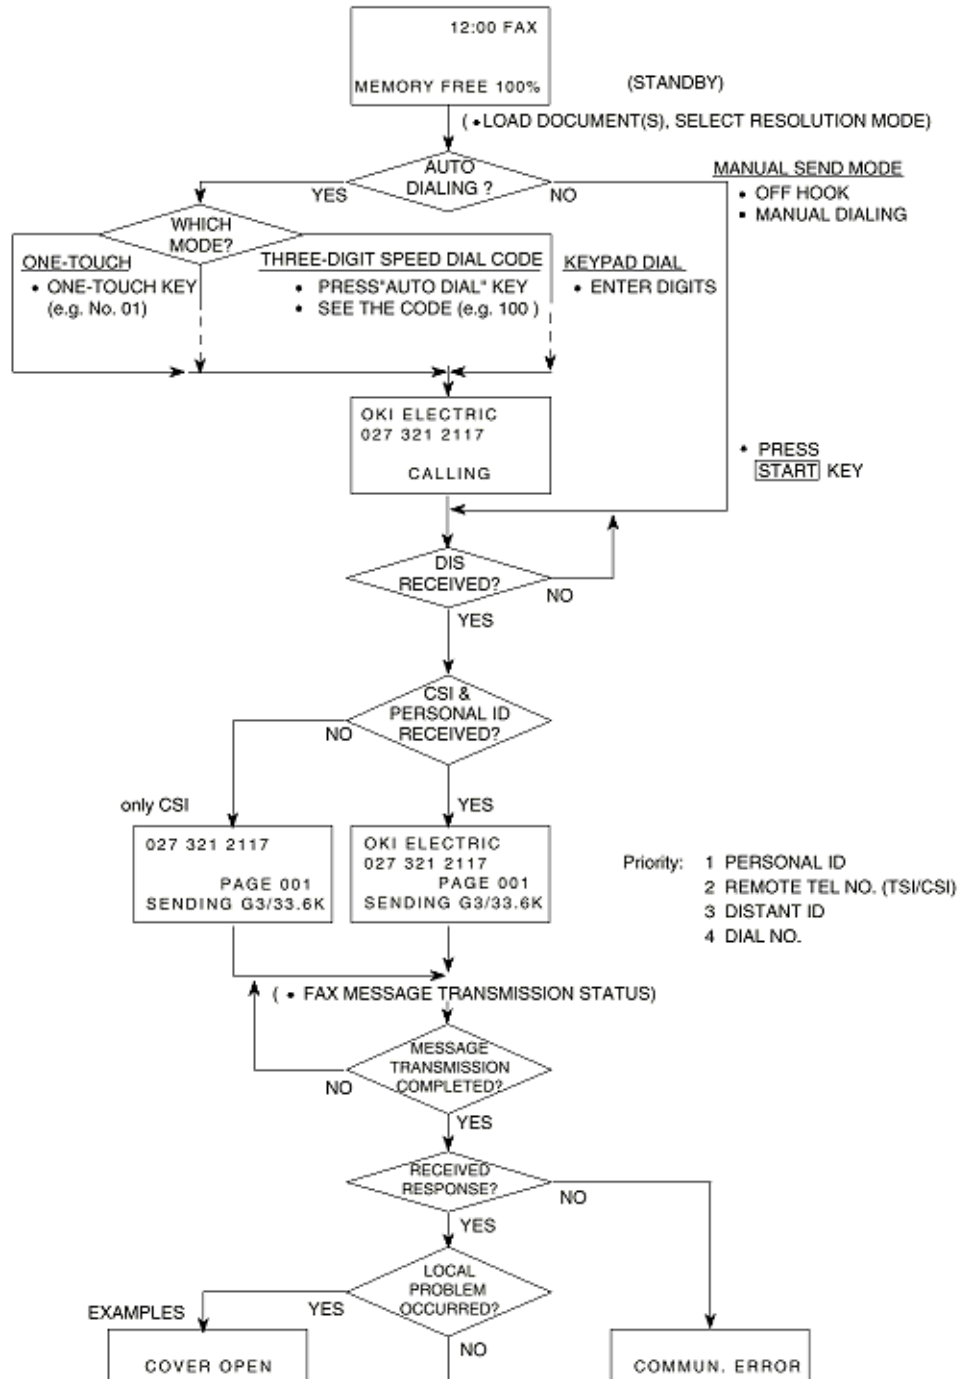 12:00 FAX
MEMORY FREE 100%
(STANDBY)
( •LOAD DOCUMENT(S), SELECT RESOLUTION MODE)
AUTO
DIALING ?
YES
NO
MANUAL SEND MODE
• OFF HOOK
• MANUAL DIALING
WHICH
MODE?
ONE-TOUCH
• ONE-TOUCH KEY
(e.g. No. 01)
THREE-DIGIT SPEED DIAL CODE
• PRESS"AUTO DIAL" KEY
• SEE THE CODE (e.g. 100 )
KEYPAD DIAL
• ENTER DIGITS
OKI ELECTRIC
027 321 2117
CALLING
• PRESS
START KEY
DIS
RECEIVED?
NO
YES
CSI &
PERSONAL ID
RECEIVED?
NO
YES
only CSI
027 321 2117
PAGE 001
SENDING G3/33.6K
OKI ELECTRIC
027 321 2117
PAGE 001
SENDING G3/33.6K
Priority: 1 PERSONAL ID
2 REMOTE TEL NO. (TSI/CSI)
3 DISTANT ID
4 DIAL NO.
( • FAX MESSAGE TRANSMISSION STATUS)
MESSAGE
TRANSMISSION
COMPLETED?
NO
YES
RECEIVED
RESPONSE?
NO
YES
LOCAL
PROBLEM
OCCURRED?
EXAMPLES
YES
NO
COVER OPEN
COMMUN. ERROR